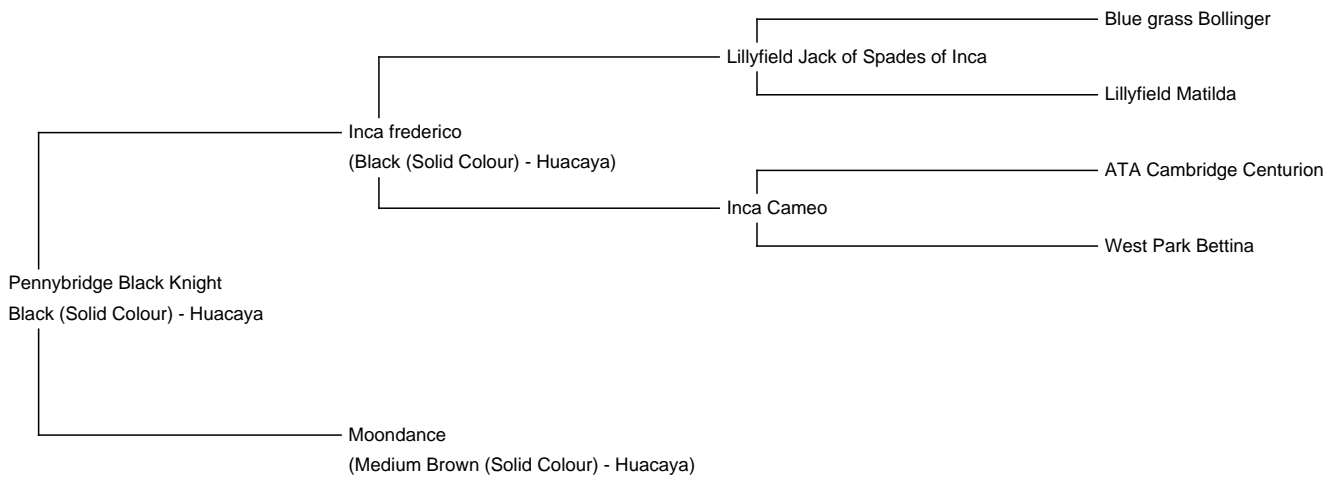 Blue grass Bollinger
Lillyfield Jack of Spades of Inca
Lillyfield Matilda
Inca frederico
(Black (Solid Colour) - Huacaya)
ATA Cambridge Centurion
Inca Cameo
West Park Bettina
Pennybridge Black Knight
Black (Solid Colour) - Huacaya
Moondance
(Medium Brown (Solid Colour) - Huacaya)